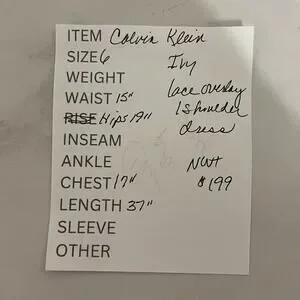 ITEM Calvin Klein
SIZE 6
Ivy
WEIGHT
lace overlay
WAIST 15"
1 shoulder
RISE Hips 19"
dress
INSEAM
ANKLE
NWT
CHEST 17"
$199
LENGTH 37"
SLEEVE
OTHER